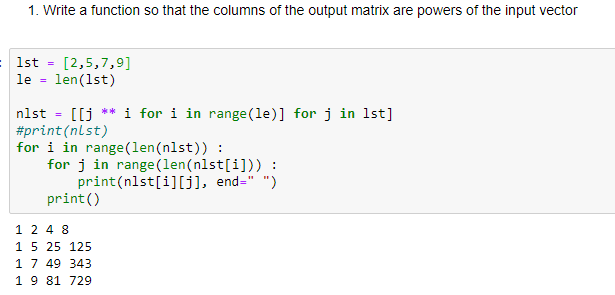 1. Write a function so that the columns of the output matrix are powers of the input vector
: lst = [2,5,7,9]
le = len(lst)
nlst = [[j ** i for i in range(le)] for j in lst]
#print(nlst)
for i in range(len(nlst)) :
    for j in range(len(nlst[i])) :
        print(nlst[i][j], end=" ")
    print()
1 2 4 8
1 5 25 125
1 7 49 343
1 9 81 729